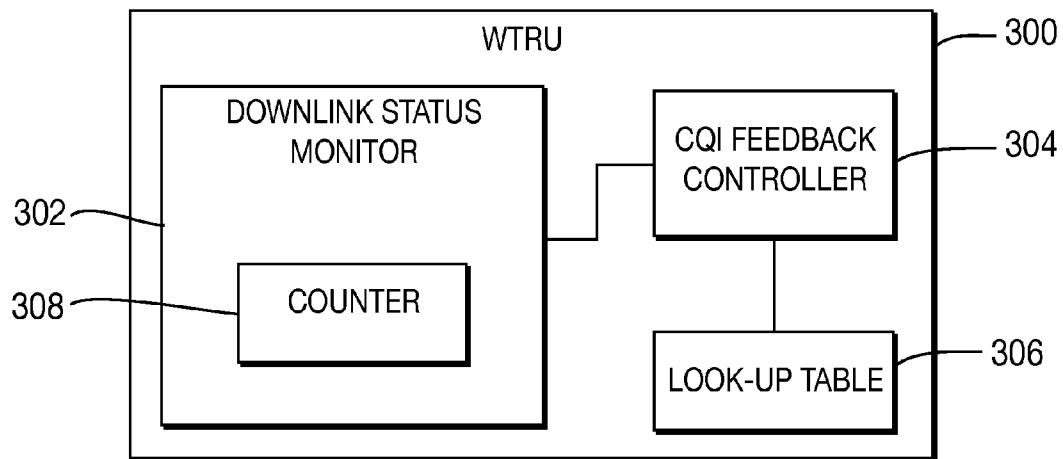 WTRU
300
DOWNLINK STATUS
MONITOR
CQI FEEDBACK
CONTROLLER
304
302
COUNTER
308
LOOK-UP TABLE
306